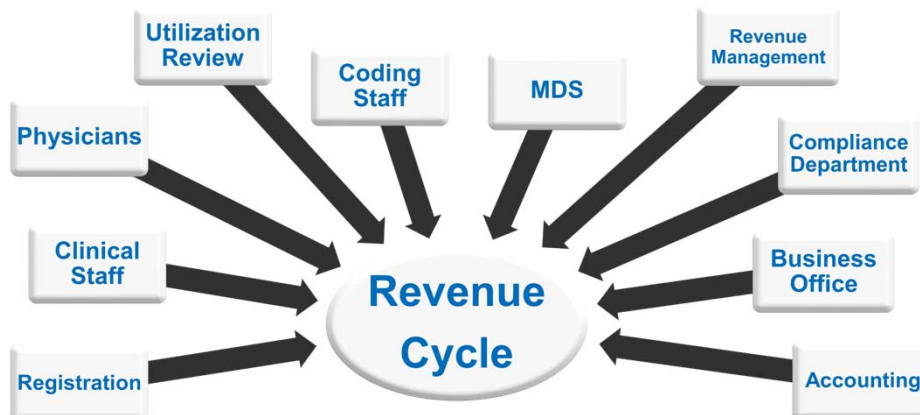 Utilization
Review
Coding
Staff
MDS
Revenue
Management
Physicians
Compliance
Department
Clinical
Staff
Business
Office
Revenue
Cycle
Registration
Accounting